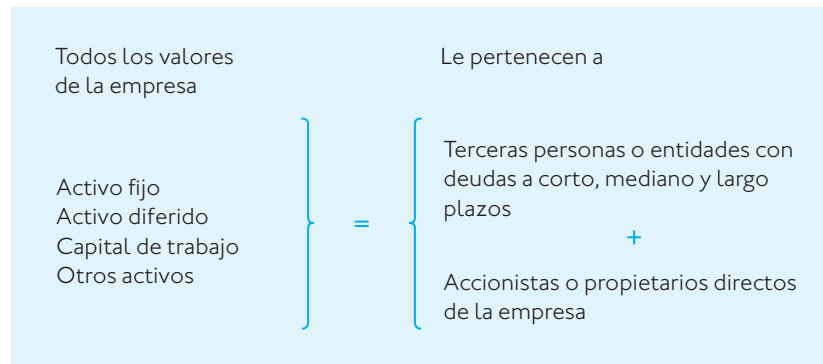 Todos los valores
de la empresa
Le pertenecen a
Activo fijo
Activo diferido
Capital de trabajo
Otros activos
=
Terceras personas o entidades con
deudas a corto, mediano y largo
plazos
+
Accionistas o propietarios directos
de la empresa